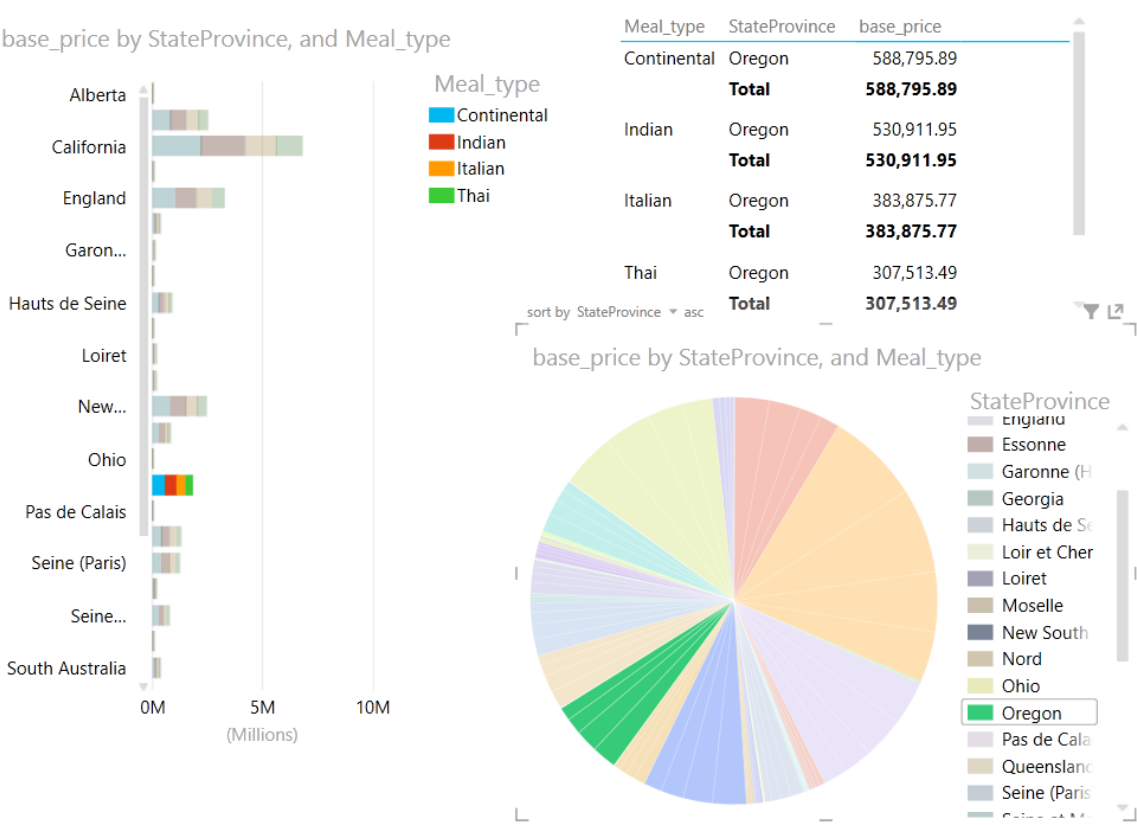 base_price by StateProvince, and Meal_type
Alberta
California
England
Garon...
Hauts de Seine
Loiret
New...
Ohio
Pas de Calais
Seine (Paris)
Seine...
South Australia
0M 5M 10M
(Millions)
Meal_type
Continental
Indian
Italian
Thai
Meal_type StateProvince base_price
Continental Oregon 588,795.89
Total 588,795.89
Indian Oregon 530,911.95
Total 530,911.95
Italian Oregon 383,875.77
Total 383,875.77
Thai Oregon 307,513.49
Total 307,513.49
sort by StateProvince asc
base_price by StateProvince, and Meal_type
StateProvince
England
Essonne
Garonne (H
Georgia
Hauts de Se
Loir et Cher
Loiret
Moselle
New South
Nord
Ohio
Oregon
Pas de Cala
Queensland
Seine (Paris